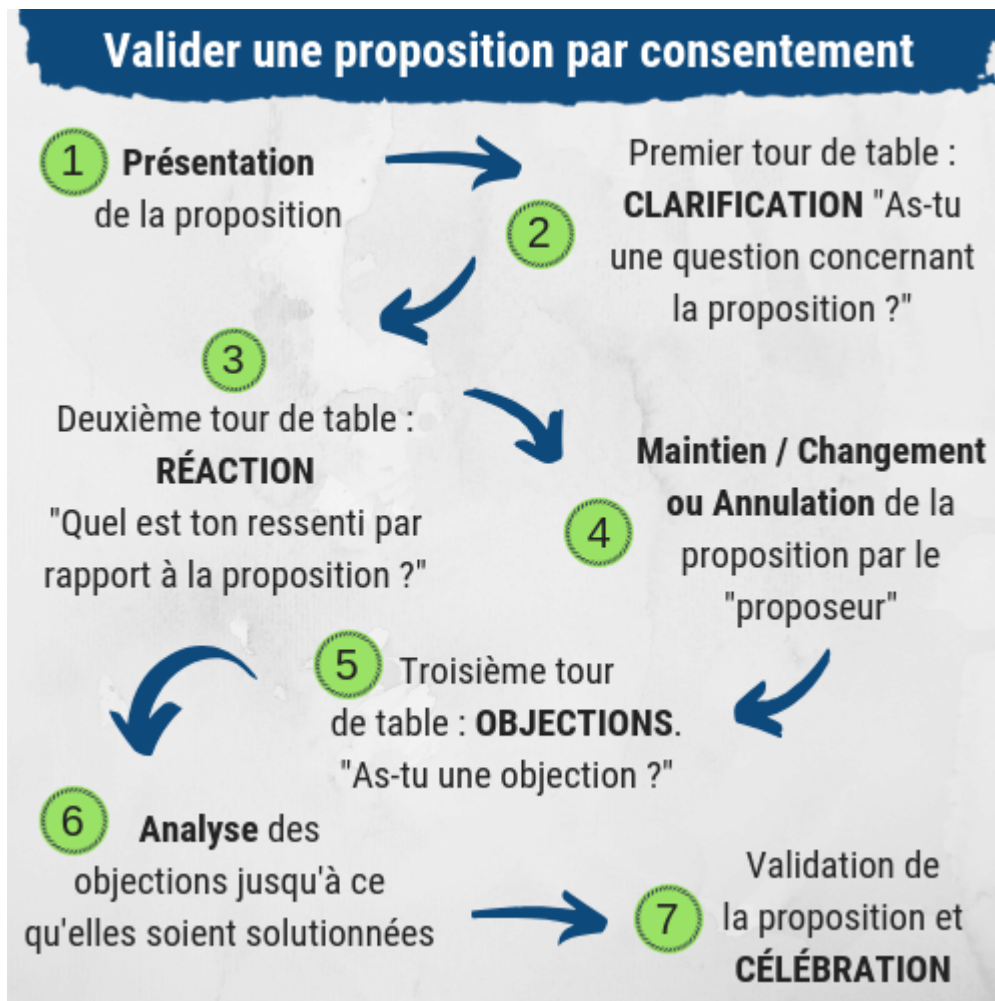 Valider une proposition par consentement
1
Présentation
de la proposition
2
Premier tour de table :
CLARIFICATION "As-tu
une question concernant
la proposition ?"
3
Deuxième tour de table :
RÉACTION
"Quel est ton ressenti par
rapport à la proposition ?"
4
Maintien / Changement
ou Annulation de la
proposition par le
"proposeur"
5
Troisième tour
de table : OBJECTIONS.
"As-tu une objection ?"
6
Analyse des
objections jusqu'à ce
qu'elles soient solutionnées
7
Validation de
la proposition et
CÉLÉBRATION